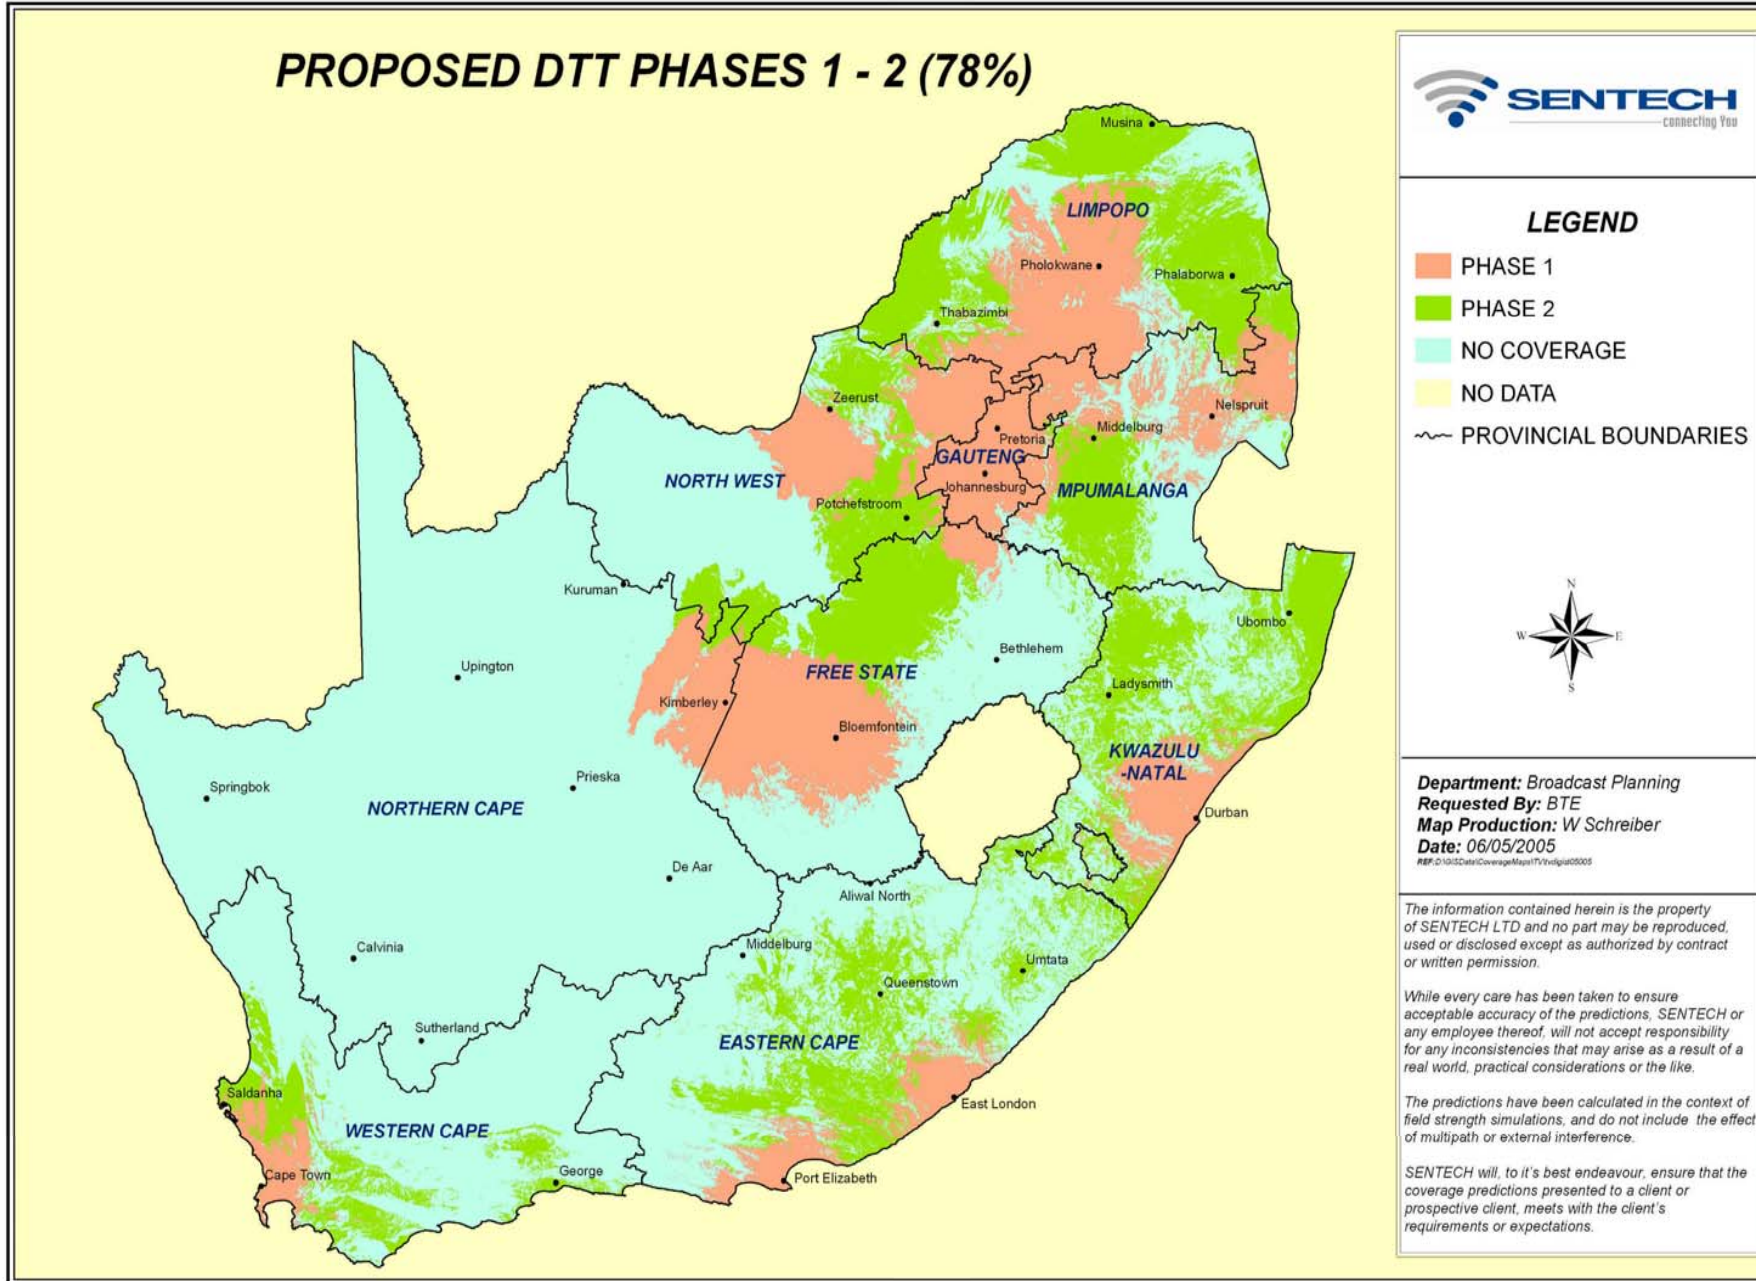 PROPOSED DTT PHASES 1 - 2 (78%)
SENTECH
connecting You
LEGEND
PHASE 1
PHASE 2
NO COVERAGE
NO DATA
PROVINCIAL BOUNDARIES
N
W
E
S
Department: Broadcast Planning
Requested By: BTE
Map Production: W Schreiber
Date: 06/05/2005
The information contained herein is the property
of SENTECH LTD and no part may be reproduced,
used or disclosed except as authorized by contract
or written permission.
While every care has been taken to ensure
acceptable accuracy of the predictions, SENTECH or
any employee thereof, will not accept responsibility
for any inconsistencies that may arise as a result of a
real world, practical considerations or the like.
The predictions have been calculated in the context of
field strength simulations, and do not include the effect
of multipath or external interference.
SENTECH will, to it's best endeavour, ensure that the
coverage predictions presented to a client or
prospective client, meets with the client's
requirements or expectations.
Musina
LIMPOPO
Pholokwane
Phalaborwa
Thabazimbi
Zeerust
Nelspruit
Pretoria
Middelburg
GAUTENG
NORTH WEST
Johannesburg
MPUMALANGA
Potchefstroom
Kuruman
Ubombo
Bethlehem
Upington
FREE STATE
Ladysmith
Kimberley
Bloemfontein
KWAZULU
-NATAL
Prieska
Springbok
NORTHERN CAPE
Durban
De Aar
Aliwal North
Calvinia
Middelburg
Umtata
Queenstown
Sutherland
EASTERN CAPE
Saldanha
East London
WESTERN CAPE
Cape Town
George
Port Elizabeth